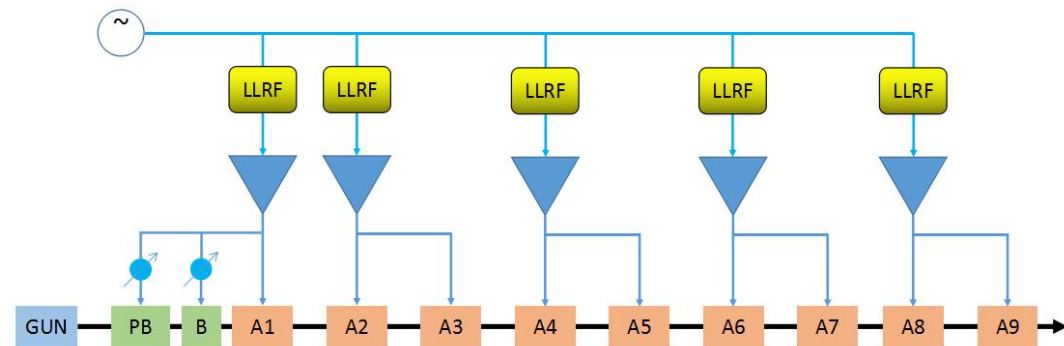 ~
LLRF LLRF LLRF LLRF LLRF
GUN PB B A1 A2 A3 A4 A5 A6 A7 A8 A9